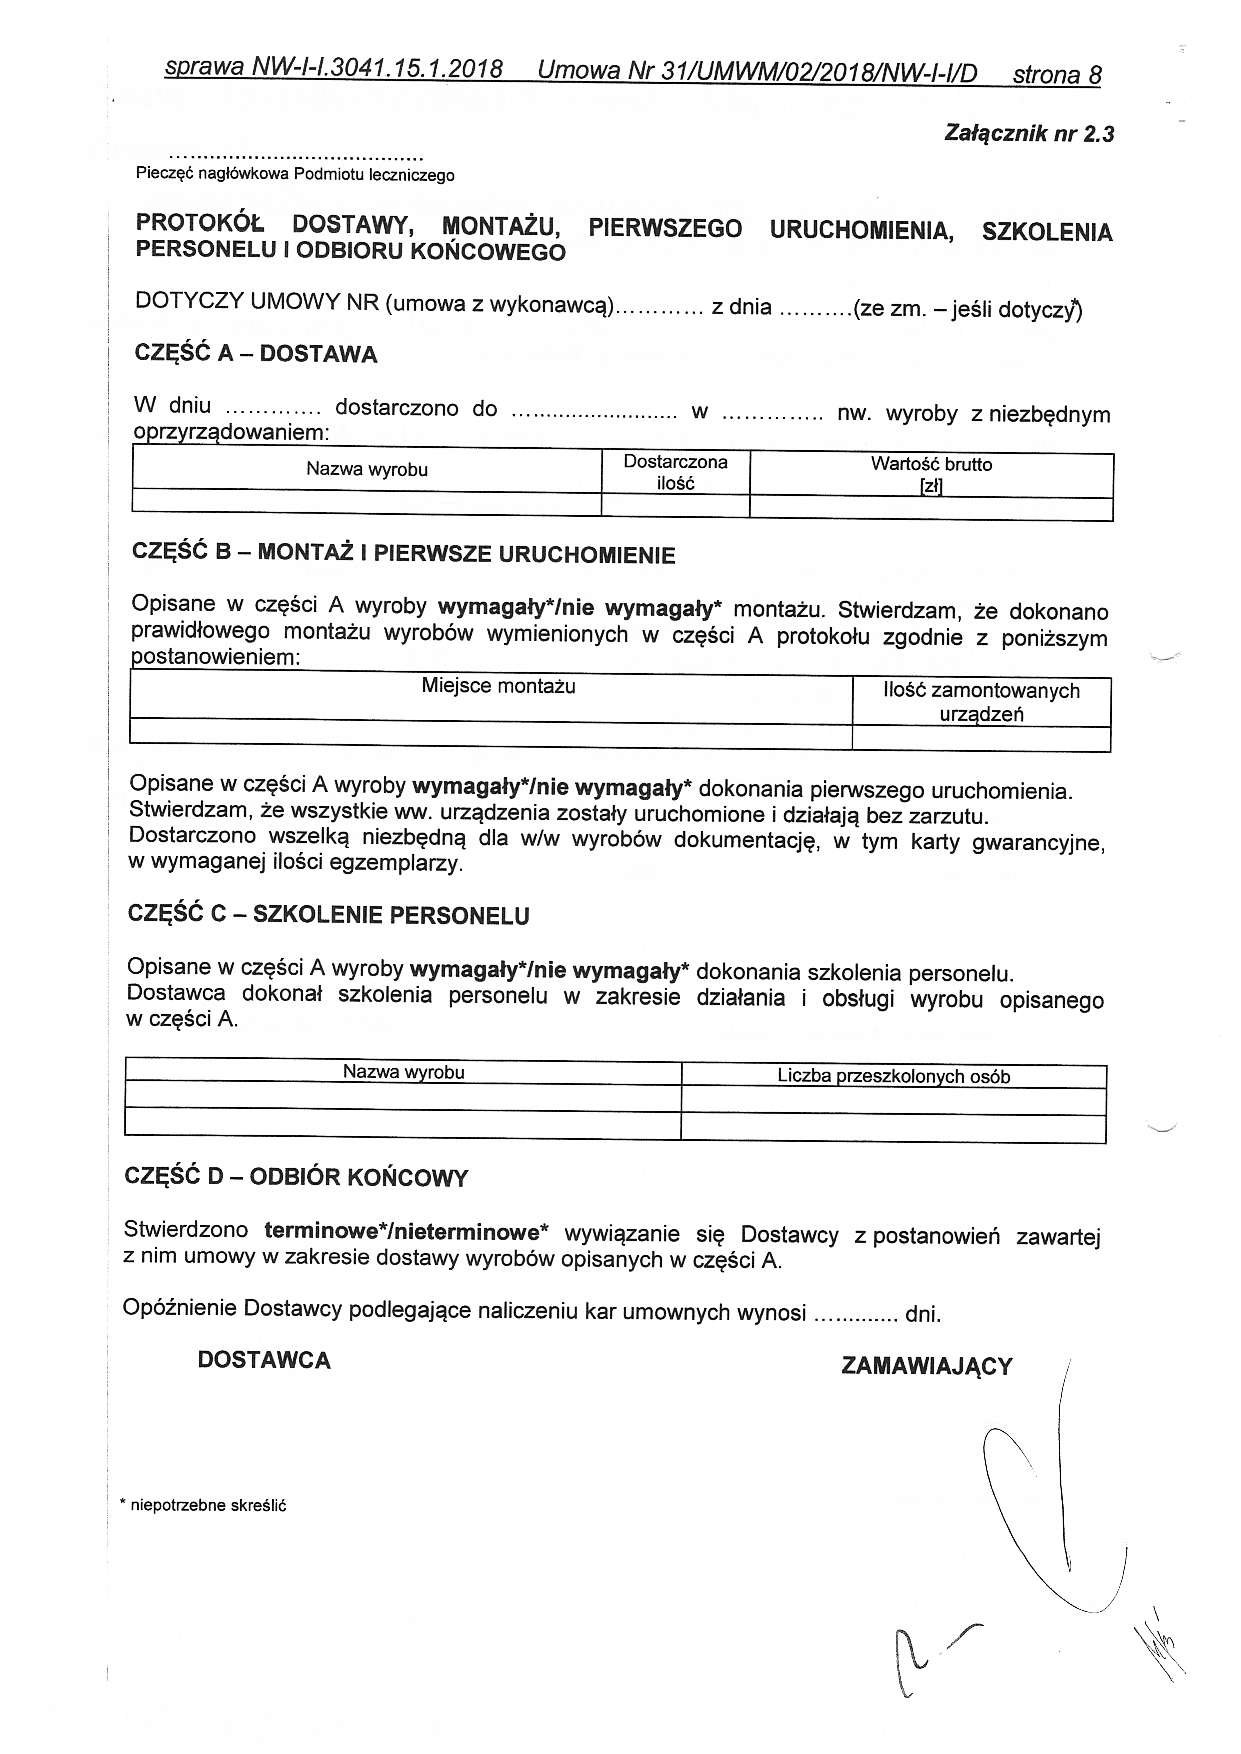 sprawa NW-I-I.3041.15.1.2018 Umowa Nr 31/UMWM/02/2018/NW-I-I/D strona 8
Załącznik nr 2.3
......................................
Pieczęć nagłówkowa Podmiotu leczniczego
PROTOKÓŁ DOSTAWY, MONTAŻU, PIERWSZEGO URUCHOMIENIA, SZKOLENIA
PERSONELU I ODBIORU KOŃCOWEGO
DOTYCZY UMOWY NR (umowa z wykonawcą)............ z dnia ..........(ze zm. – jeśli dotyczy*)
CZĘŚĆ A – DOSTAWA
W dniu ............. dostarczono do .......................... w .............. nw. wyroby z niezbędnym
oprzyrządowaniem:
Nazwa wyrobu Dostarczona Wartość brutto
ilość [zł]
CZĘŚĆ B – MONTAŻ I PIERWSZE URUCHOMIENIE
Opisane w części A wyroby wymagały*/nie wymagały* montażu. Stwierdzam, że dokonano
prawidłowego montażu wyrobów wymienionych w części A protokołu zgodnie z poniższym
postanowieniem:
Miejsce montażu Ilość zamontowanych
urządzeń
Opisane w części A wyroby wymagały*/nie wymagały* dokonania pierwszego uruchomienia.
Stwierdzam, że wszystkie ww. urządzenia zostały uruchomione i działają bez zarzutu.
Dostarczono wszelką niezbędną dla w/w wyrobów dokumentację, w tym karty gwarancyjne,
w wymaganej ilości egzemplarzy.
CZĘŚĆ C – SZKOLENIE PERSONELU
Opisane w części A wyroby wymagały*/nie wymagały* dokonania szkolenia personelu.
Dostawca dokonał szkolenia personelu w zakresie działania i obsługi wyrobu opisanego
w części A.
Nazwa wyrobu Liczba przeszkolonych osób
CZĘŚĆ D – ODBIÓR KOŃCOWY
Stwierdzono terminowe*/nieterminowe* wywiązanie się Dostawcy z postanowień zawartej
z nim umowy w zakresie dostawy wyrobów opisanych w części A.
Opóźnienie Dostawcy podlegające naliczeniu kar umownych wynosi ............. dni.
DOSTAWCA ZAMAWIAJĄCY
* niepotrzebne skreślić